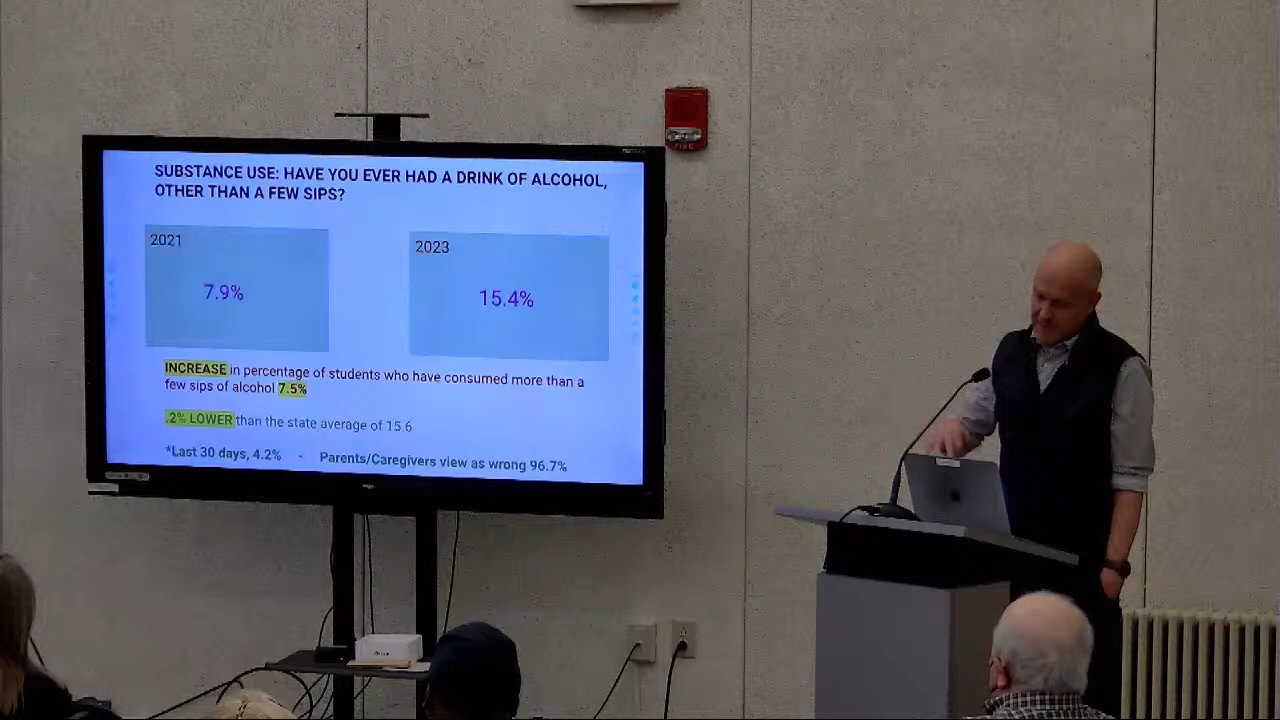 SUBSTANCE USE: HAVE YOU EVER HAD A DRINK OF ALCOHOL,
OTHER THAN A FEW SIPS?
2021
7.9%
2023
15.4%
INCREASE in percentage of students who have consumed more than a
few sips of alcohol 7.5%
.2% LOWER than the state average of 15.6
*Last 30 days, 4.2% - Parents/Caregivers view as wrong 96.7%
FIRE